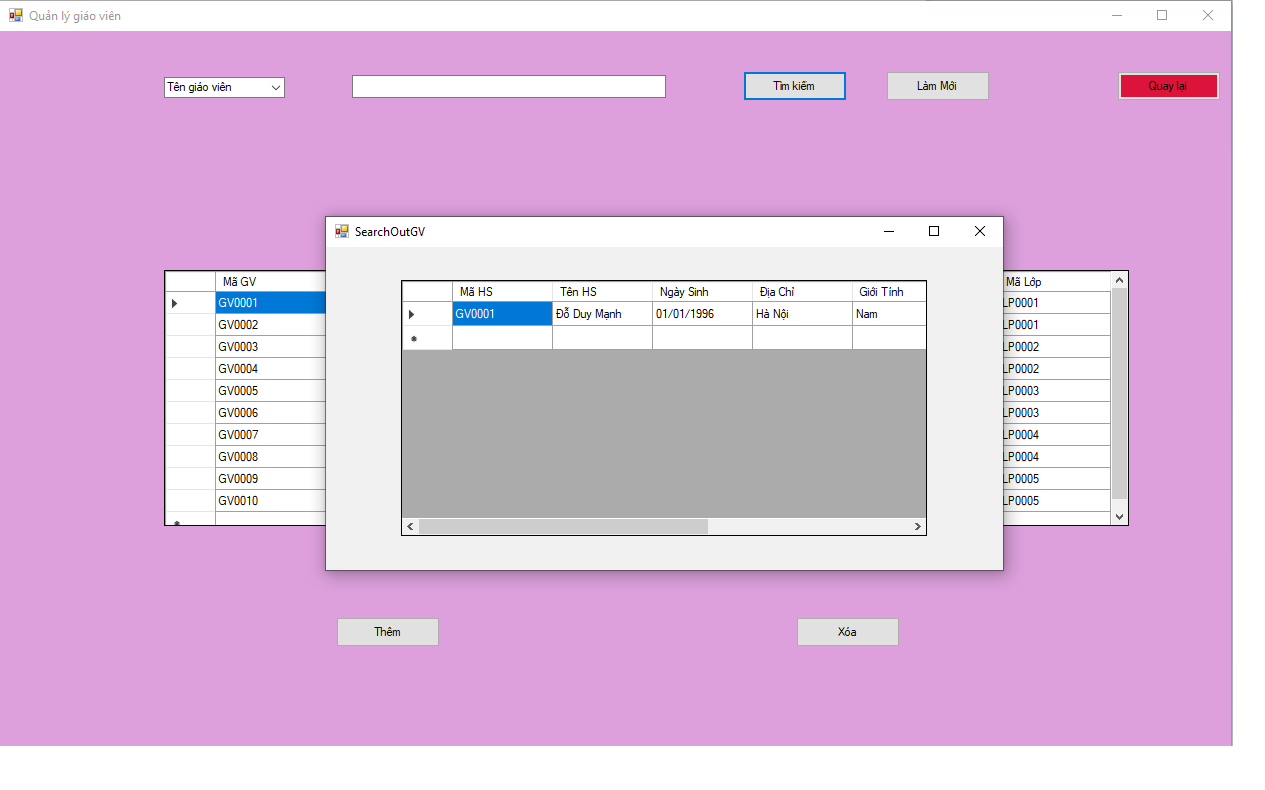 Quản lý giáo viên
Tên giáo viên Tìm kiếm Làm Mới Quay lại
SearchOutGV
Mã GV Mã Lớp
GV0001 LP0001
GV0002 LP0001
GV0003 LP0002
GV0004 LP0002
GV0005 LP0003
GV0006 LP0003
GV0007 LP0004
GV0008 LP0004
GV0009 LP0005
GV0010 LP0005
Mã HS Tên HS Ngày Sinh Địa Chỉ Giới Tính
GV0001 Đỗ Duy Mạnh 01/01/1996 Hà Nội Nam
Thêm Xóa